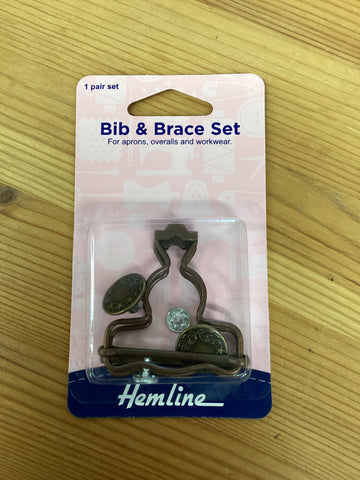 1 pair set
Bib & Brace Set
For aprons, overalls and workwear.
Hemline